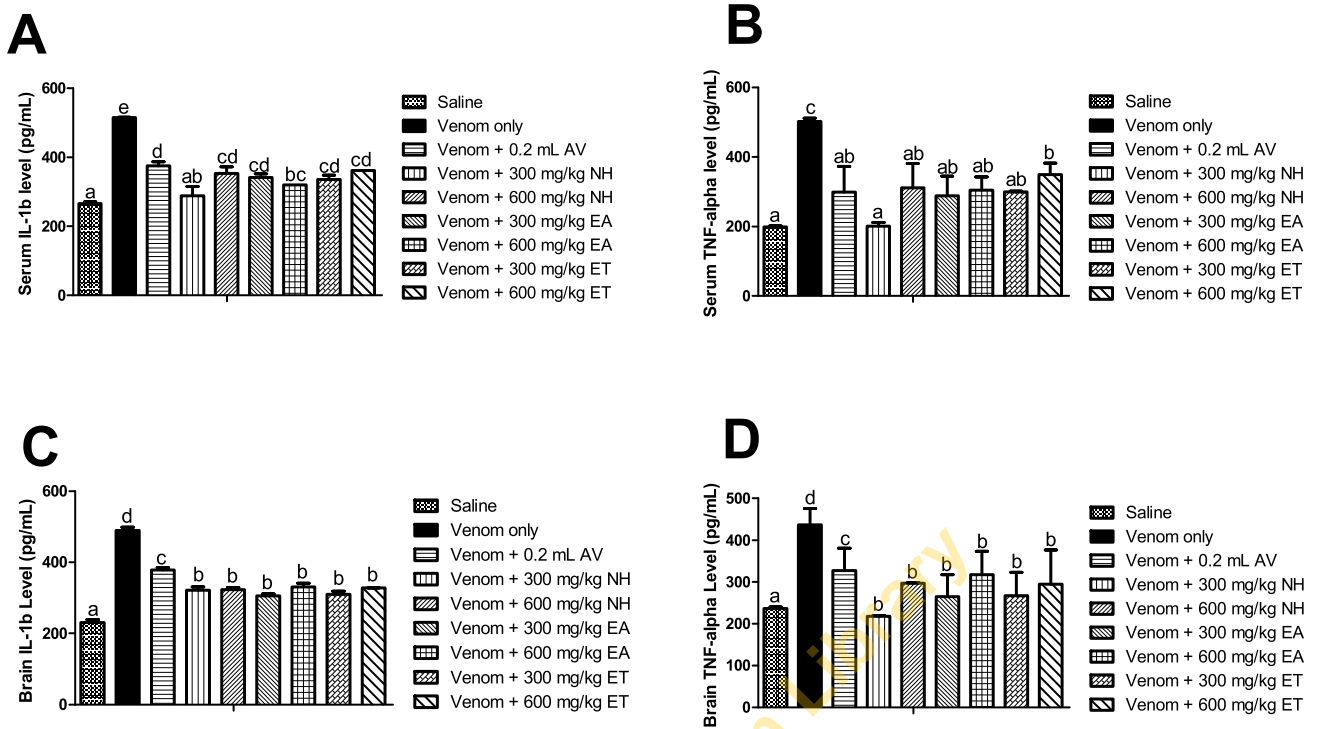 A
Serum IL-1b level (pg/mL)
600
400
200
0
a
e
d
ab
cd
cd
bc
cd
cd
Saline
Venom only
Venom + 0.2 mL AV
Venom + 300 mg/kg NH
Venom + 600 mg/kg NH
Venom + 300 mg/kg EA
Venom + 600 mg/kg EA
Venom + 300 mg/kg ET
Venom + 600 mg/kg ET
B
Serum TNF-alpha level (pg/mL)
600
400
200
0
a
c
ab
a
ab
ab
ab
ab
b
Saline
Venom only
Venom + 0.2 mL AV
Venom + 300 mg/kg NH
Venom + 600 mg/kg NH
Venom + 300 mg/kg EA
Venom + 600 mg/kg EA
Venom + 300 mg/kg ET
Venom + 600 mg/kg ET
C
Brain IL-1b Level (pg/mL)
600
400
200
0
a
d
c
b
b
b
b
b
b
Saline
Venom only
Venom + 0.2 mL AV
Venom + 300 mg/kg NH
Venom + 600 mg/kg NH
Venom + 300 mg/kg EA
Venom + 600 mg/kg EA
Venom + 300 mg/kg ET
Venom + 600 mg/kg ET
D
Brain TNF-alpha Level (pg/mL)
500
400
300
200
100
0
a
d
c
b
b
b
b
b
b
Saline
Venom only
Venom + 0.2 mL AV
Venom + 300 mg/kg NH
Venom + 600 mg/kg NH
Venom + 300 mg/kg EA
Venom + 600 mg/kg EA
Venom + 300 mg/kg ET
Venom + 600 mg/kg ET
Library